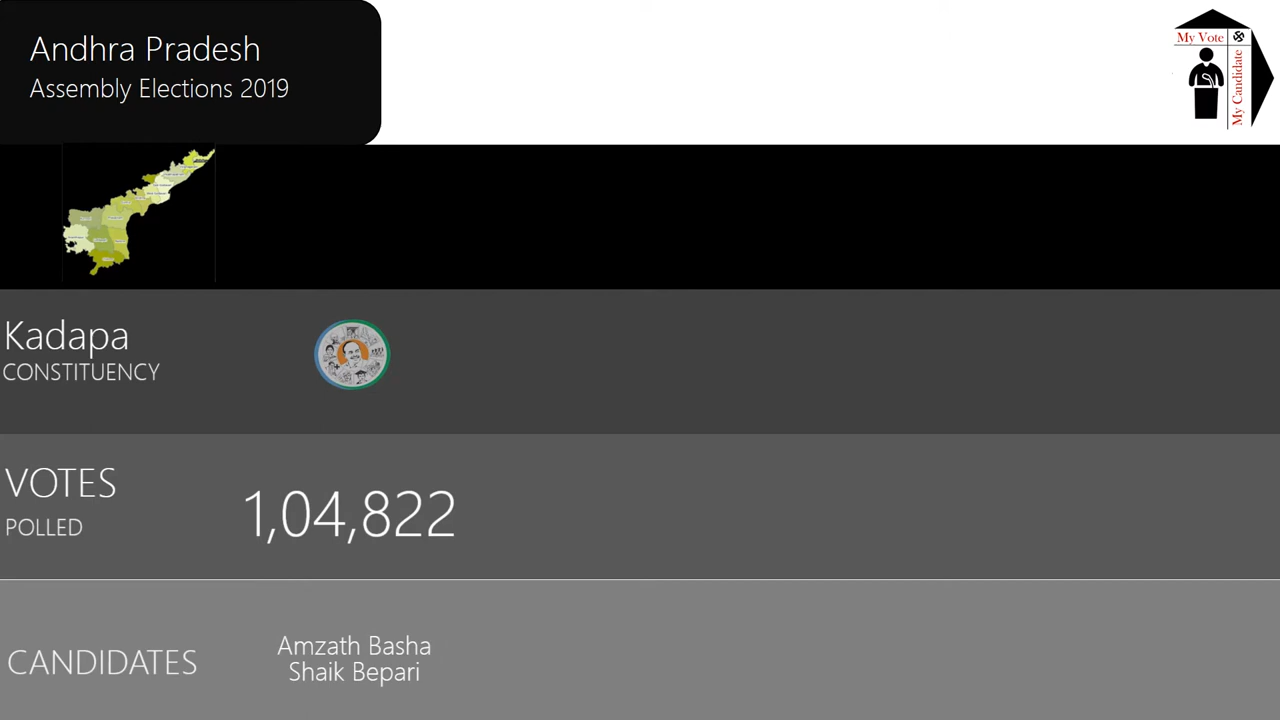 Andhra Pradesh
Assembly Elections 2019
My Vote
My Candidate
Kadapa
CONSTITUENCY
VOTES
POLLED
1,04,822
CANDIDATES
Amzath Basha
Shaik Bepari